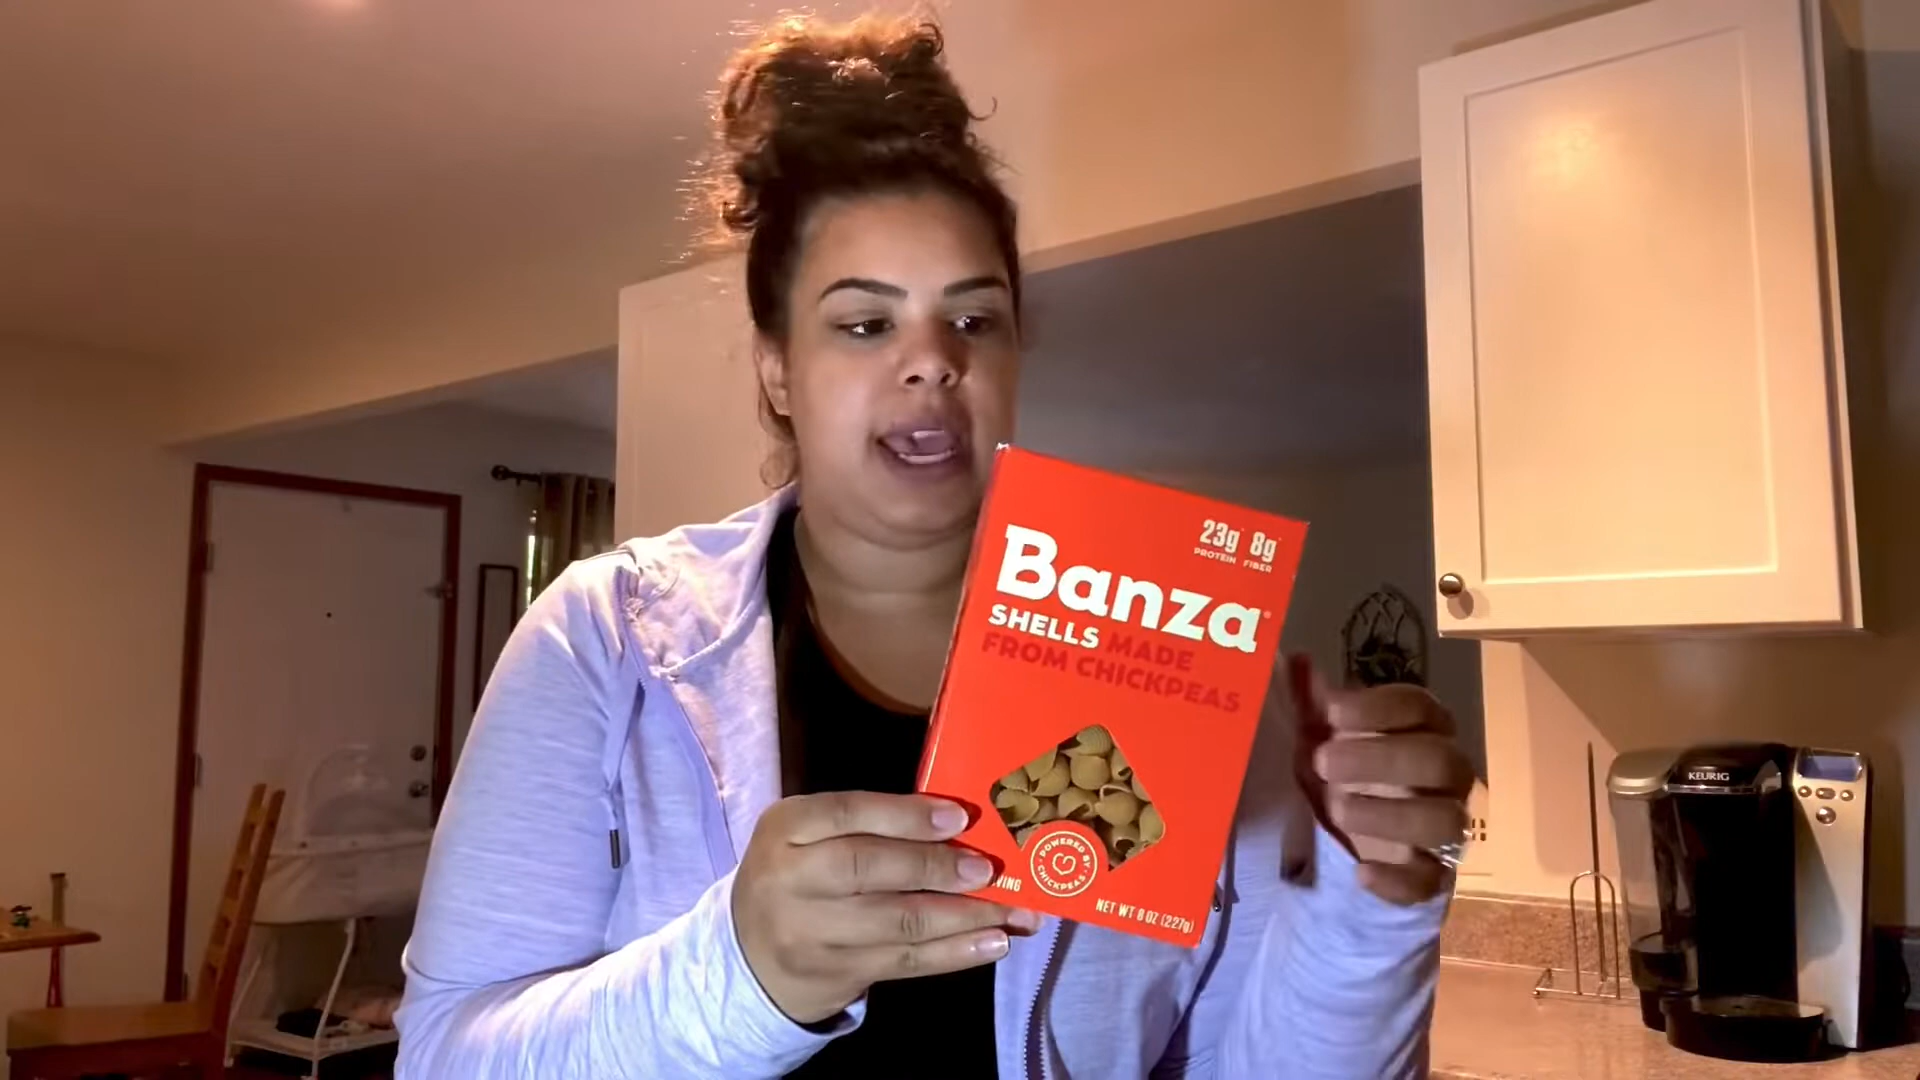 23g 8g
PROTEIN FIBER
Banza
SHELLS MADE
FROM CHICKPEAS
POWERED BY
CHICKPEAS
NET WT 8 OZ (227g)
KEURIG